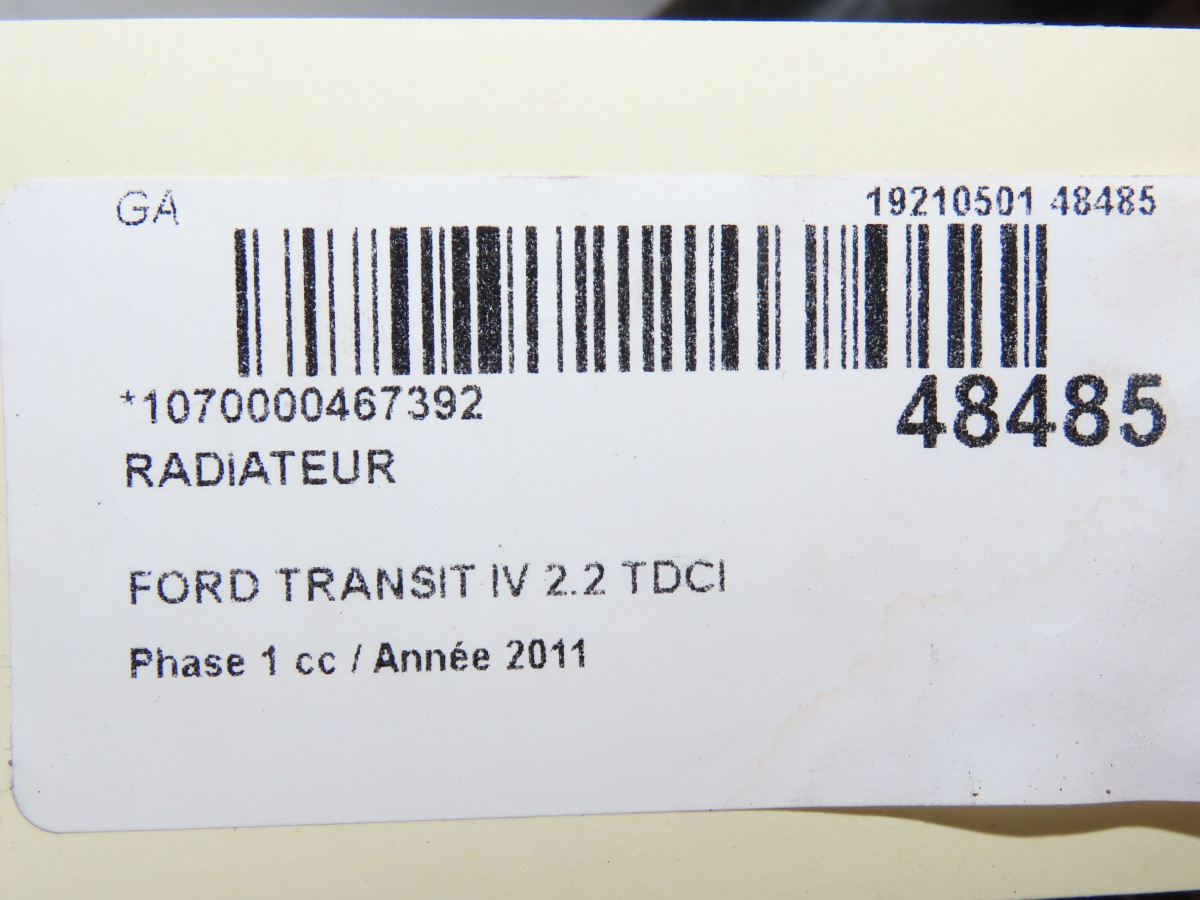 GA 19210501 48485
*1070000467392 48485
RADIATEUR
FORD TRANSIT IV 2.2 TDCI
Phase 1 cc / Année 2011